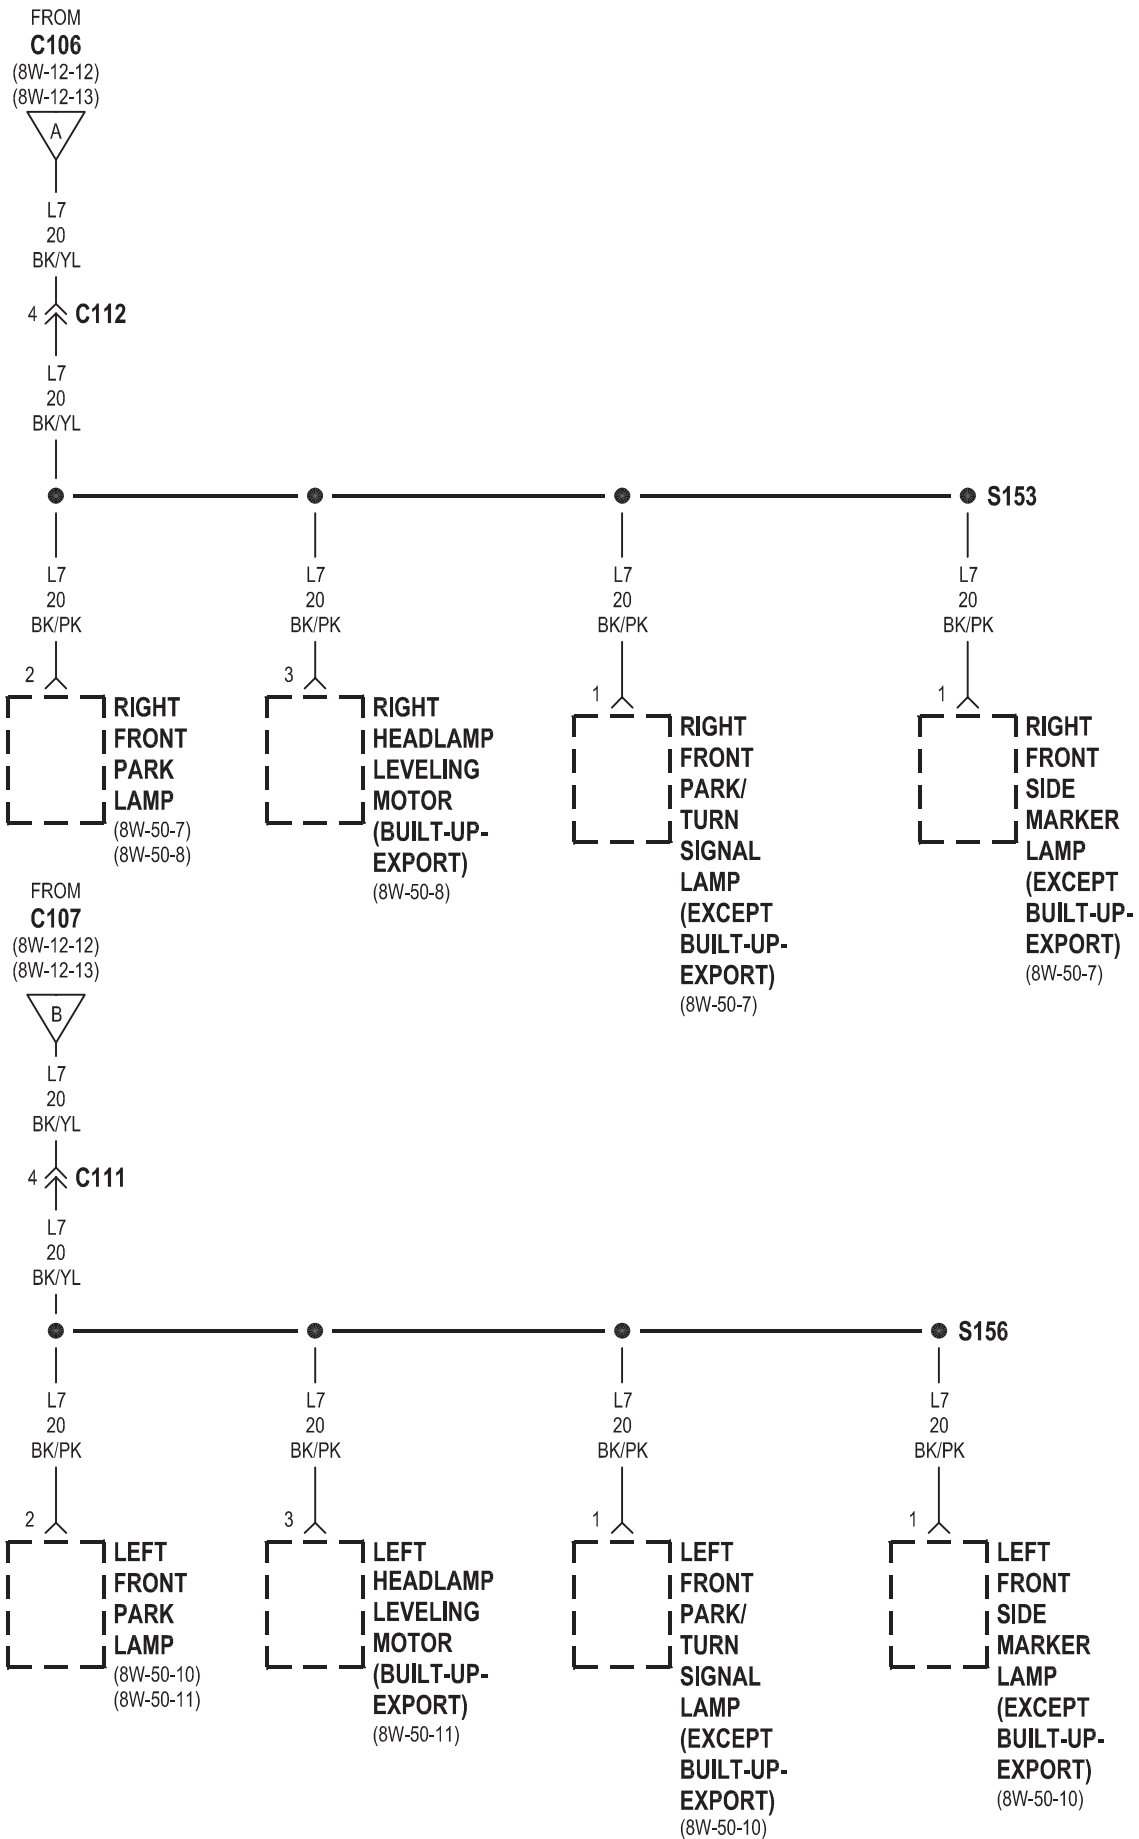 FROM
C106
(8W-12-12)
(8W-12-13)
A
L7
20
BK/YL
4 C112
L7
20
BK/YL
S153
L7
20
BK/PK
L7
20
BK/PK
L7
20
BK/PK
L7
20
BK/PK
2
RIGHT
FRONT
PARK
LAMP
(8W-50-7)
(8W-50-8)
3
RIGHT
HEADLAMP
LEVELING
MOTOR
(BUILT-UP-
EXPORT)
(8W-50-8)
1
RIGHT
FRONT
PARK/
TURN
SIGNAL
LAMP
(EXCEPT
BUILT-UP-
EXPORT)
(8W-50-7)
1
RIGHT
FRONT
SIDE
MARKER
LAMP
(EXCEPT
BUILT-UP-
EXPORT)
(8W-50-7)
FROM
C107
(8W-12-12)
(8W-12-13)
B
L7
20
BK/YL
4 C111
L7
20
BK/YL
S156
L7
20
BK/PK
L7
20
BK/PK
L7
20
BK/PK
L7
20
BK/PK
2
LEFT
FRONT
PARK
LAMP
(8W-50-10)
(8W-50-11)
3
LEFT
HEADLAMP
LEVELING
MOTOR
(BUILT-UP-
EXPORT)
(8W-50-11)
1
LEFT
FRONT
PARK/
TURN
SIGNAL
LAMP
(EXCEPT
BUILT-UP-
EXPORT)
(8W-50-10)
1
LEFT
FRONT
SIDE
MARKER
LAMP
(EXCEPT
BUILT-UP-
EXPORT)
(8W-50-10)